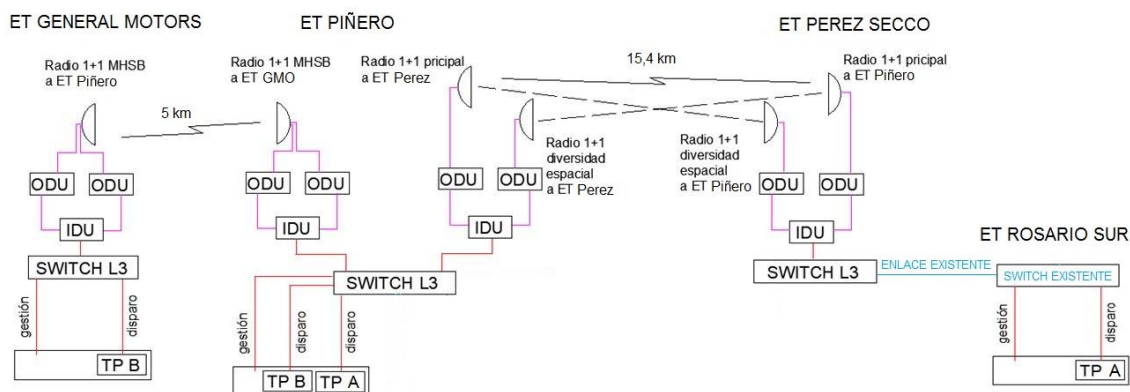 ET GENERAL MOTORS
ET PIÑERO
ET PEREZ SECCO
Radio 1+1 MHSB
a ET Piñero
Radio 1+1 MHSB
a ET GMO
Radio 1+1 pricipal
a ET Perez
15,4 km
Radio 1+1 pricipal
a ET Piñero
5 km
Radio 1+1
diversidad
espacial
a ET Perez
Radio 1+1
diversidad
espacial
a ET Piñero
ODU
ODU
ODU
ODU
ODU
ODU
ODU
ODU
IDU
IDU
IDU
IDU
ET ROSARIO SUR
SWITCH L3
SWITCH L3
SWITCH L3
ENLACE EXISTENTE
SWITCH EXISTENTE
gestión
disparo
gestión
disparo
disparo
gestión
disparo
TP B
TP B
TP A
TP A